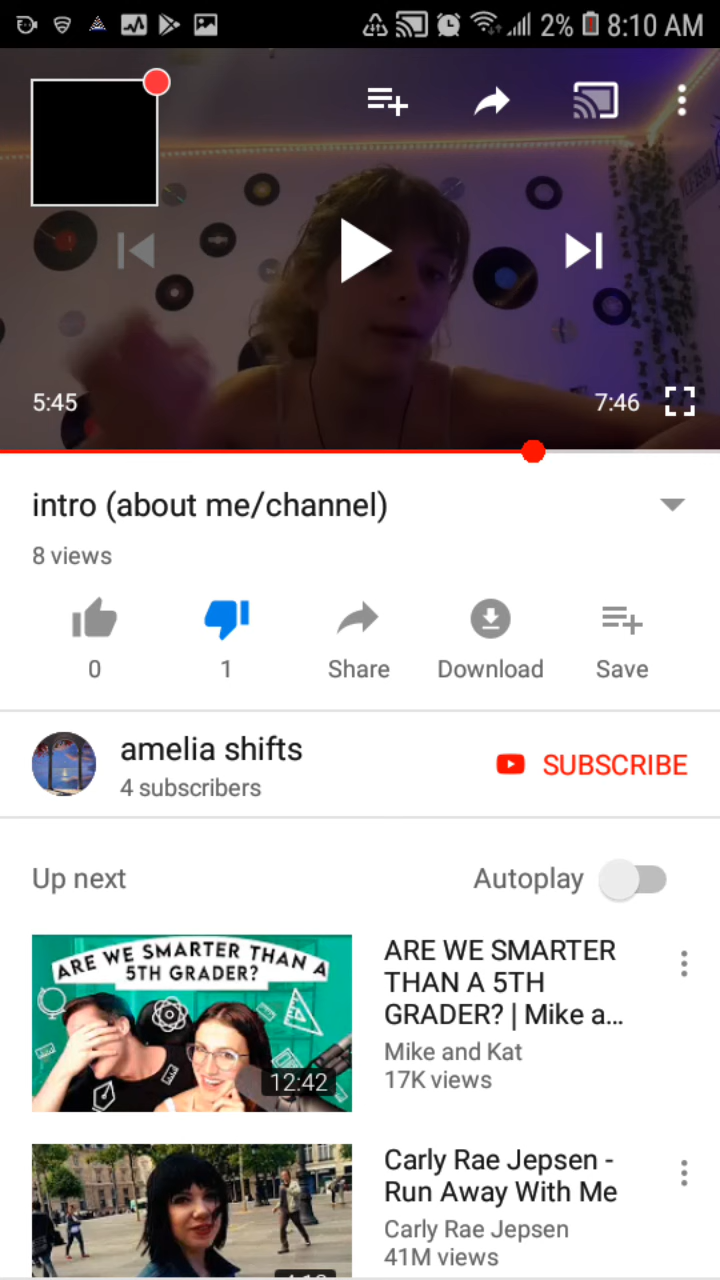 2% 8:10 AM
5:45
7:46
intro (about me/channel)
8 views
0
1
Share
Download
Save
amelia shifts
4 subscribers
SUBSCRIBE
Up next
Autoplay
ARE WE SMARTER THAN A
5TH GRADER?
12:42
ARE WE SMARTER
THAN A 5TH
GRADER? | Mike a...
Mike and Kat
17K views
Carly Rae Jepsen -
Run Away With Me
Carly Rae Jepsen
41M views